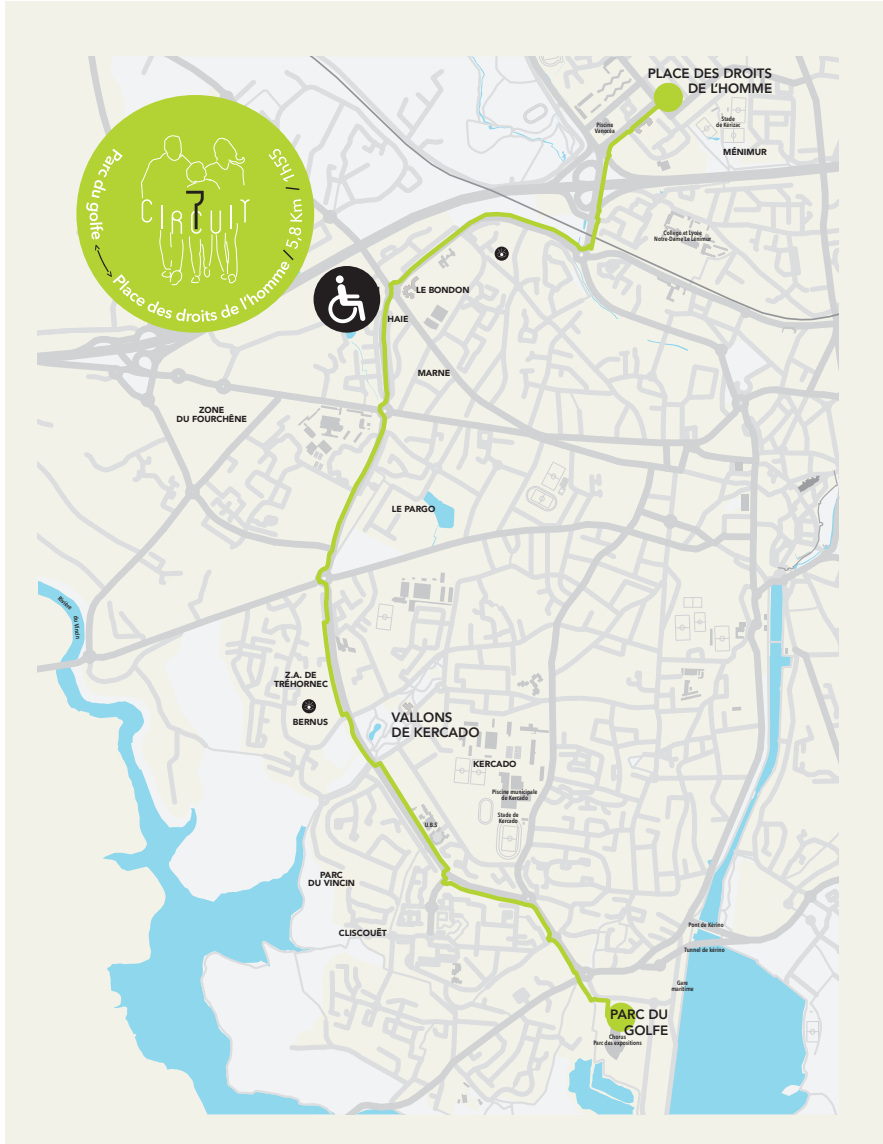 PLACE DES DROITS
DE L'HOMME
Piscine
Vanocéa
Stade
de Kérizac
MÉNIMUR
Parc du golfe
Place des droits de l'homme / 5,8 Km / 1h55
CIRCUIT
7
Collège et Lycée
Notre-Dame Le Ménimur
LE BONDON
HAIE
MARNE
ZONE
DU FOURCHÊNE
LE PARGO
Rivière
du Vincin
Z.A. DE
TRÉHORNEC
BERNUS
VALLONS
DE KERCADO
KERCADO
Piscine municipale
de Kercado
Stade de
Kercado
U.B.S
PARC
DU VINCIN
CLISCOUËT
Pont de Kérino
Tunnel de kérino
Gare
maritime
PARC DU
GOLFE
Chorus
Parc des expositions